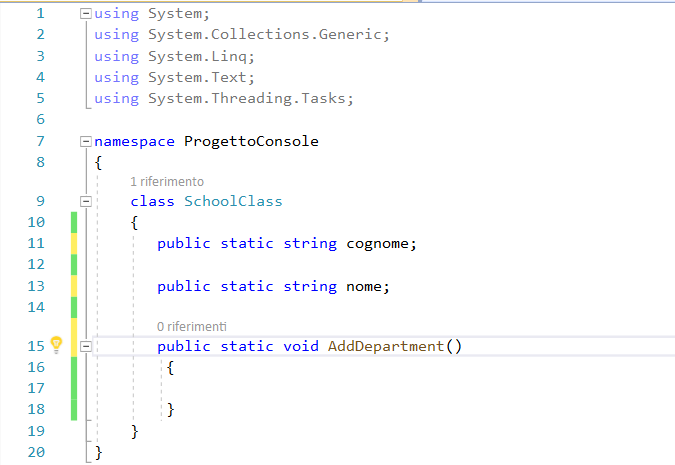 1 using System;
2 using System.Collections.Generic;
3 using System.Linq;
4 using System.Text;
5 using System.Threading.Tasks;
6
7 namespace ProgettoConsole
8 {
1 riferimento
9 class SchoolClass
10 {
11 public static string cognome;
12
13 public static string nome;
14
0 riferimenti
15 public static void AddDepartment()
16 {
17
18 }
19 }
20 }